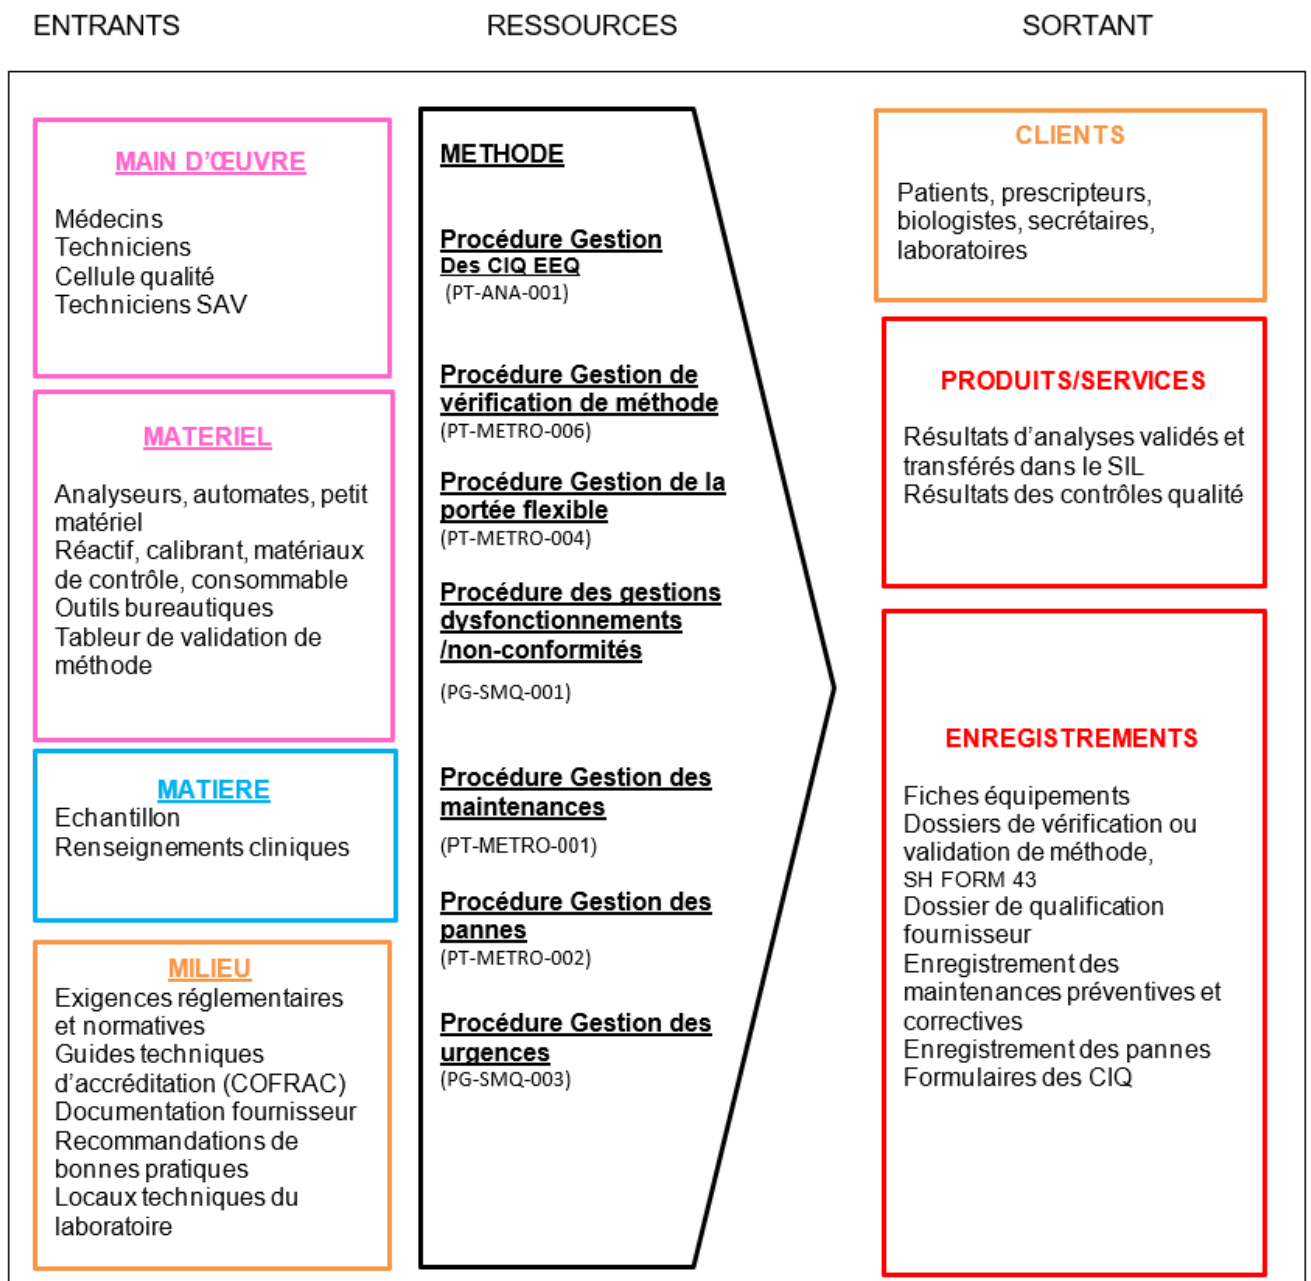 ENTRANTS
RESSOURCES
SORTANT
MAIN D'ŒUVRE
Médecins
Techniciens
Cellule qualité
Techniciens SAV
MATERIEL
Analyseurs, automates, petit
matériel
Réactif, calibrant, matériaux
de contrôle, consommable
Outils bureautiques
Tableur de validation de
méthode
MATIERE
Echantillon
Renseignements cliniques
MILIEU
Exigences réglementaires
et normatives
Guides techniques
d'accréditation (COFRAC)
Documentation fournisseur
Recommandations de
bonnes pratiques
Locaux techniques du
laboratoire
METHODE
Procédure Gestion
Des CIQ EEQ
(PT-ANA-001)
Procédure Gestion de
vérification de méthode
(PT-METRO-006)
Procédure Gestion de la
portée flexible
(PT-METRO-004)
Procédure des gestions
dysfonctionnements
/non-conformités
(PG-SMQ-001)
Procédure Gestion des
maintenances
(PT-METRO-001)
Procédure Gestion des
pannes
(PT-METRO-002)
Procédure Gestion des
urgences
(PG-SMQ-003)
CLIENTS
Patients, prescripteurs,
biologistes, secrétaires,
laboratoires
PRODUITS/SERVICES
Résultats d'analyses validés et
transférés dans le SIL
Résultats des contrôles qualité
ENREGISTREMENTS
Fiches équipements
Dossiers de vérification ou
validation de méthode,
SH FORM 43
Dossier de qualification
fournisseur
Enregistrement des
maintenances préventives et
correctives
Enregistrement des pannes
Formulaires des CIQ